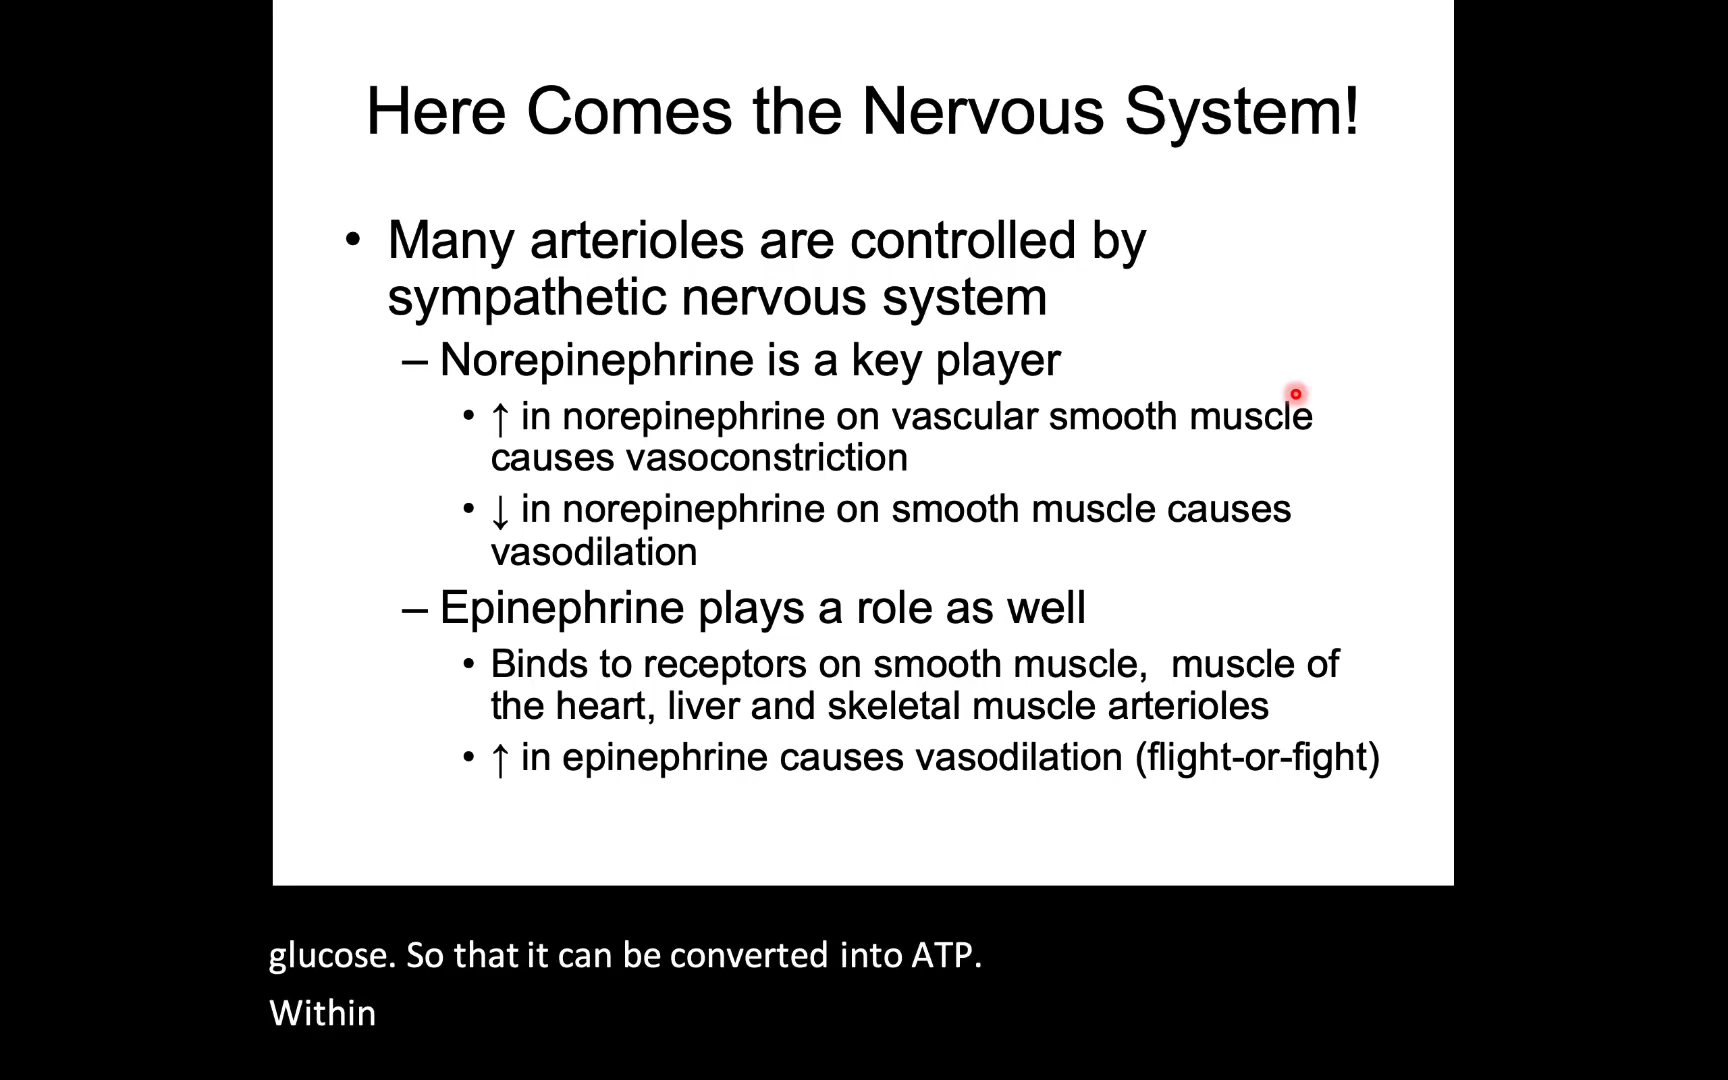 Here Comes the Nervous System!
• Many arterioles are controlled by
sympathetic nervous system
– Norepinephrine is a key player
• ↑ in norepinephrine on vascular smooth muscle
causes vasoconstriction
• ↓ in norepinephrine on smooth muscle causes
vasodilation
– Epinephrine plays a role as well
• Binds to receptors on smooth muscle,  muscle of
the heart, liver and skeletal muscle arterioles
• ↑ in epinephrine causes vasodilation (flight-or-fight)
glucose. So that it can be converted into ATP.
Within